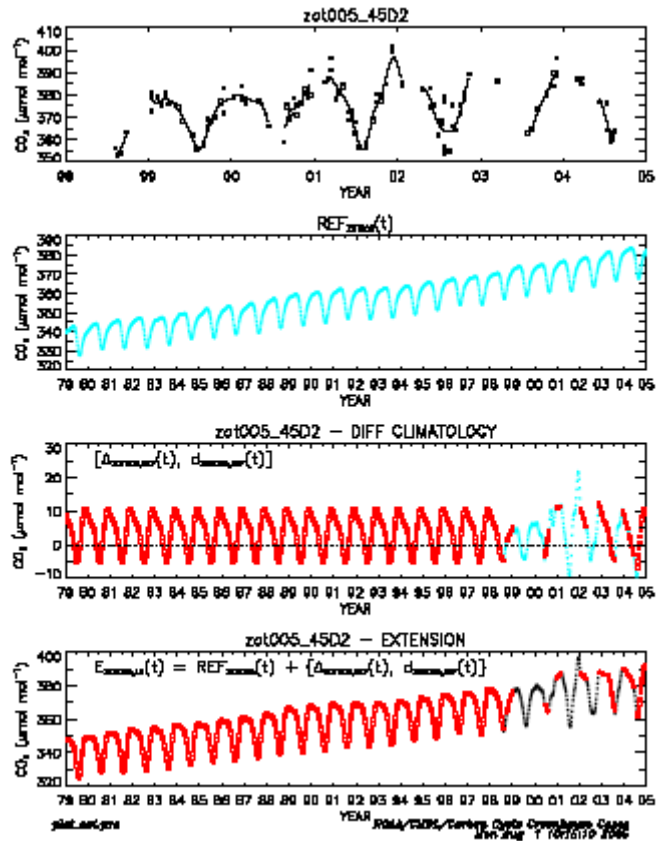 zot005_45D2
CO₂ [μmol mol⁻¹]
410
400
390
380
370
360
350
98 99 00 01 02 03 04 05
YEAR
(t)
CO₂ [μmol mol⁻¹]
390
380
370
360
350
340
330
320
79 80 81 82 83 84 85 86 87 88 89 90 91 92 93 94 95 96 97 98 99 00 01 02 03 04 05
YEAR
zot005_45D2 – DIFF CLIMATOLOGY
CO₂ [μmol mol⁻¹]
30
20
10
0
-10
79 80 81 82 83 84 85 86 87 88 89 90 91 92 93 94 95 96 97 98 99 00 01 02 03 04 05
YEAR
zot005_45D2 – EXTENSION
CO₂ [μmol mol⁻¹]
400
380
360
340
320
79 80 81 82 83 84 85 86 87 88 89 90 91 92 93 94 95 96 97 98 99 00 01 02 03 04 05
YEAR
NOAA/CMDL/Carbon Cycle Greenhouse Gases